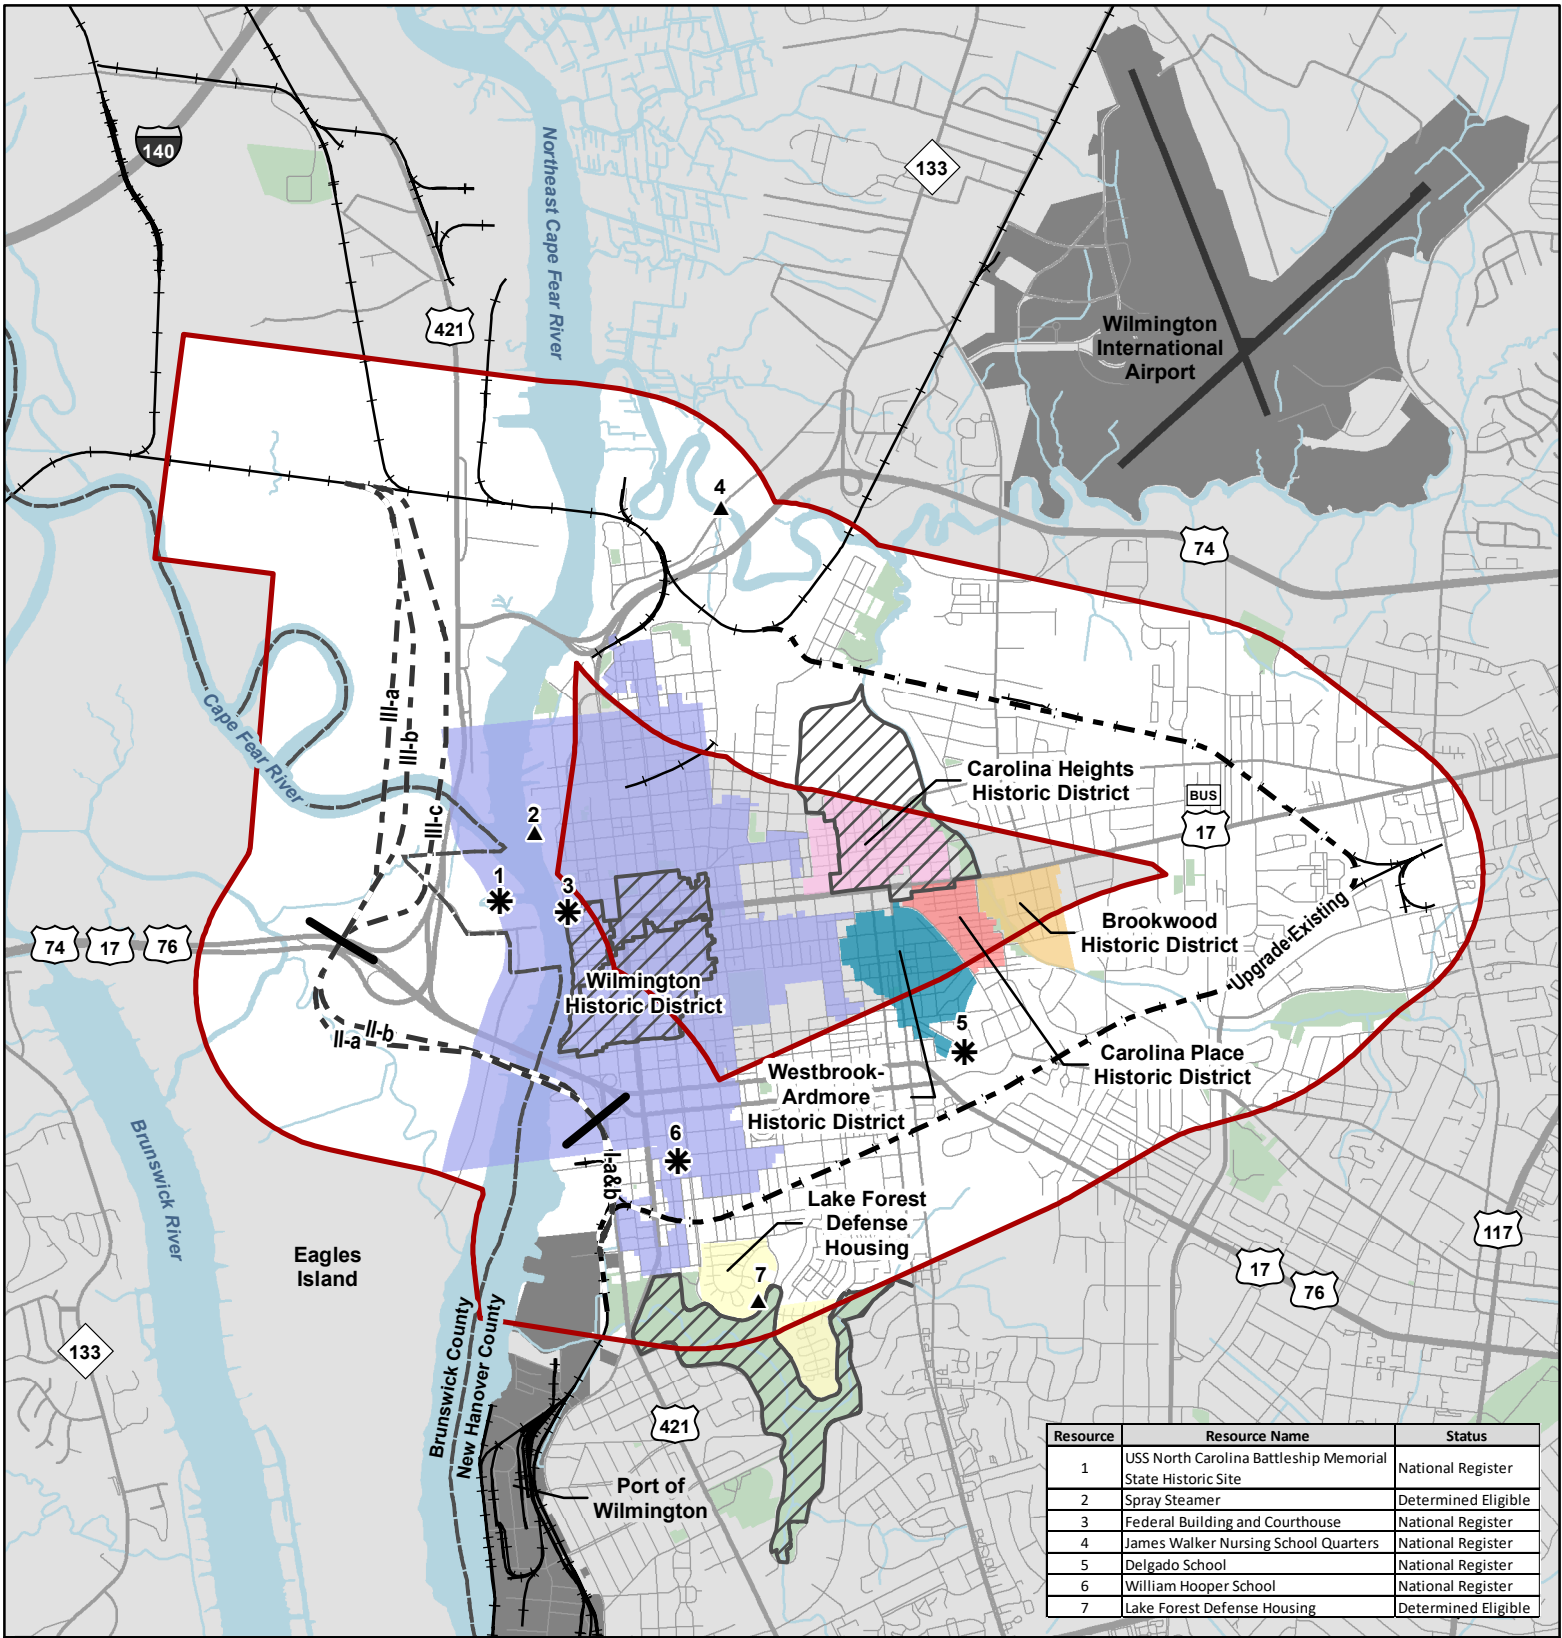 140
Northeast Cape Fear River
133
421
Wilmington
International
Airport
4
74
Cape Fear River
III-a
III-b
III-c
Carolina Heights
Historic District
BUS
17
2
1
3
74
17
76
Brookwood
Historic District
Upgrade Existing
Wilmington
Historic District
5
II-a
II-b
Westbrook-
Ardmore
Historic District
Carolina Place
Historic District
6
I-a&b
Brunswick River
Lake Forest
Defense
Housing
Eagles
Island
7
117
17
76
133
Brunswick County
New Hanover County
421
Port of
Wilmington
Resource Resource Name Status
1 USS North Carolina Battleship Memorial State Historic Site National Register
2 Spray Steamer Determined Eligible
3 Federal Building and Courthouse National Register
4 James Walker Nursing School Quarters National Register
5 Delgado School National Register
6 William Hooper School National Register
7 Lake Forest Defense Housing Determined Eligible